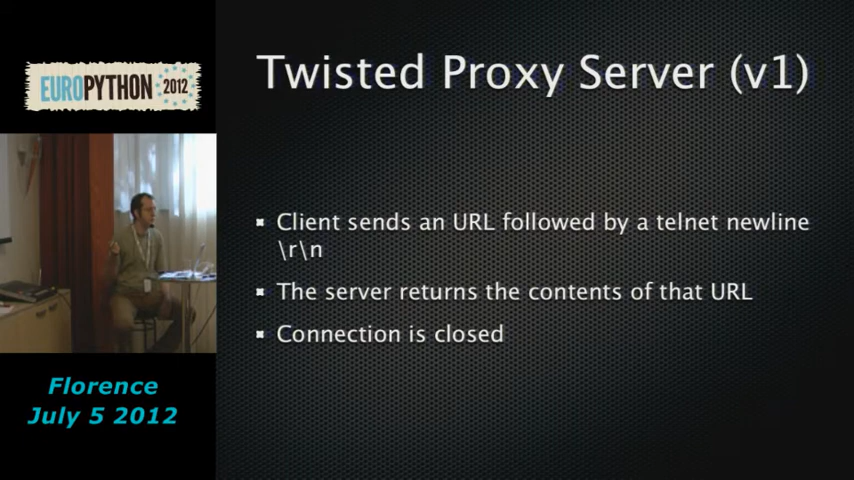 EUROPYTHON 2012
Florence
July 5 2012
Twisted Proxy Server (v1)
Client sends an URL followed by a telnet newline
\r\n
The server returns the contents of that URL
Connection is closed